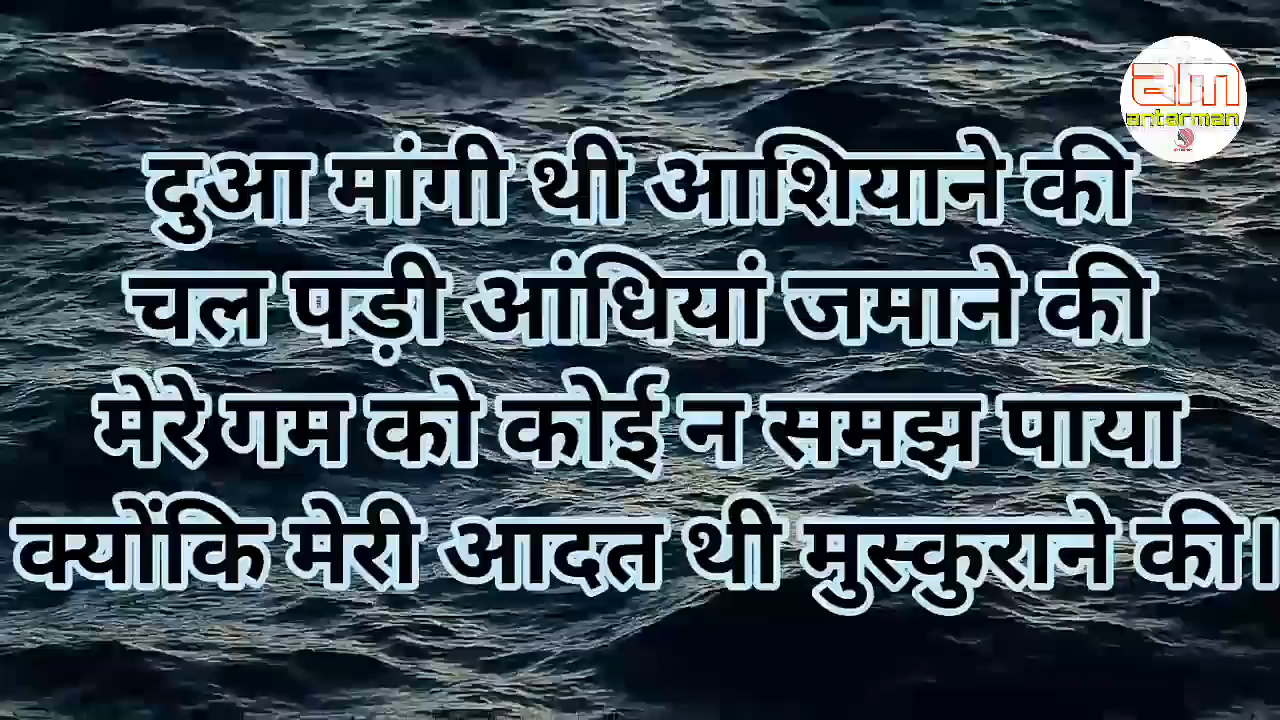 am
antarman
दुआ मांगी थी आशियाने की
चल पड़ी आंधियां जमाने की
मेरे गम को कोई न समझ पाया
क्योंकि मेरी आदत थी मुस्कुराने की।